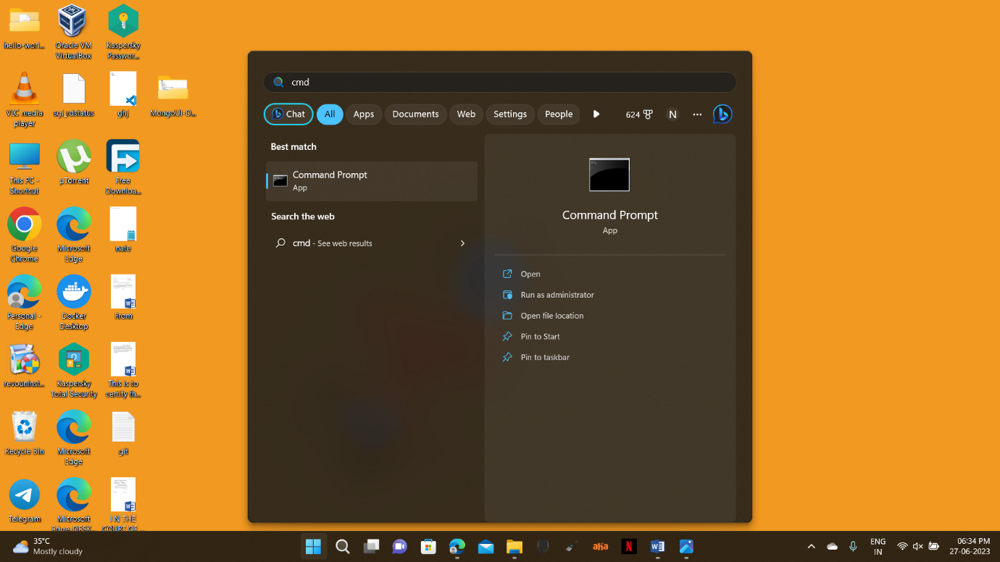 hello-worl...
Oracle VM
VirtualBox
Kaspersky
Passwor...
VLC media
player
sgl_rdstatus
ghj
MongoUI-D...
This PC -
Shortcut
µTorrent
Free
Downloa...
Google
Chrome
Microsoft
Edge
nate
Personal -
Edge
Docker
Desktop
From
revouninst...
Kaspersky
Total Security
This is to
certify th...
Recycle Bin
Microsoft
Edge
git
Telegram
Microsoft
Edge-DESK...
I N THE
COURT OF...
cmd
Chat
All
Apps
Documents
Web
Settings
People
624
N
Best match
Command Prompt
App
Search the web
cmd - See web results
Command Prompt
App
Open
Run as administrator
Open file location
Pin to Start
Pin to taskbar
35°C
Mostly cloudy
aha
N
ENG
IN
06:34 PM
27-06-2023